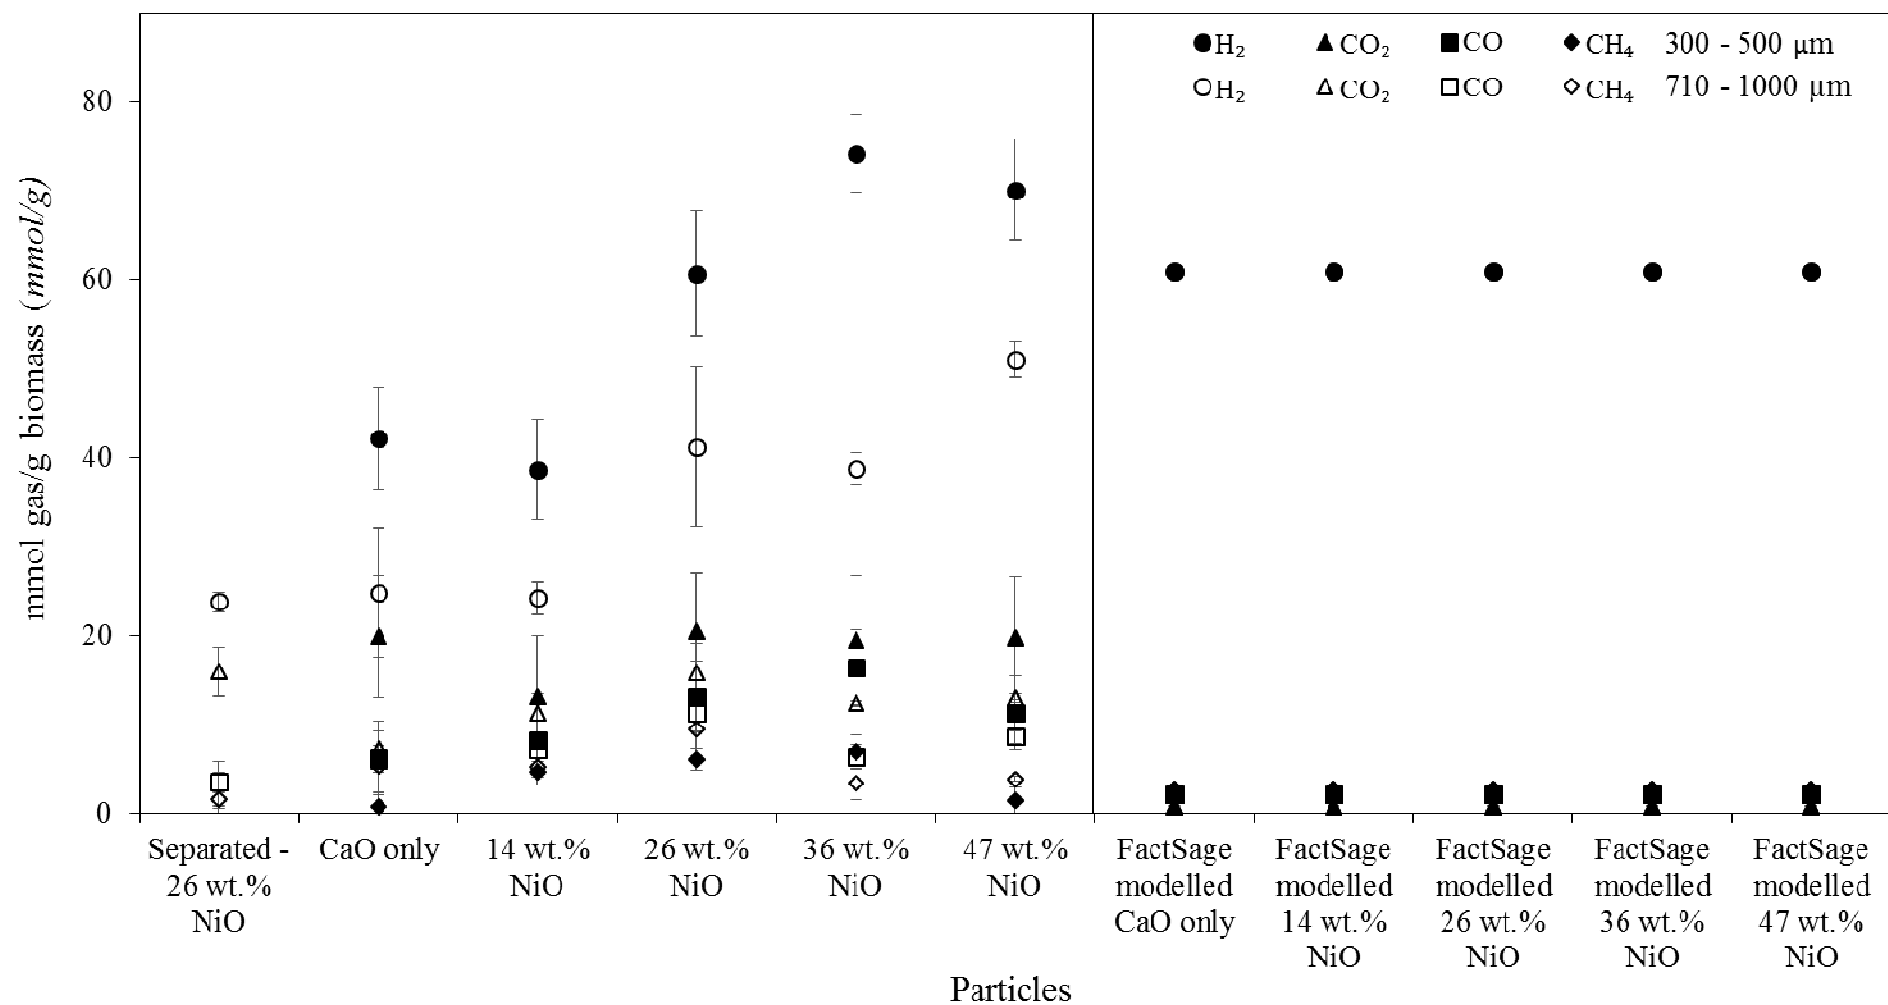 H₂ CO₂ CO CH₄ 300 - 500 μm
H₂ CO₂ CO CH₄ 710 - 1000 μm
mmol gas/g biomass (mmol/g)
80
60
40
20
0
Separated -
26 wt.%
NiO
CaO only
14 wt.%
NiO
26 wt.%
NiO
36 wt.%
NiO
47 wt.%
NiO
FactSage
modelled
CaO only
FactSage
modelled
14 wt.%
NiO
FactSage
modelled
26 wt.%
NiO
FactSage
modelled
36 wt.%
NiO
FactSage
modelled
47 wt.%
NiO
Particles